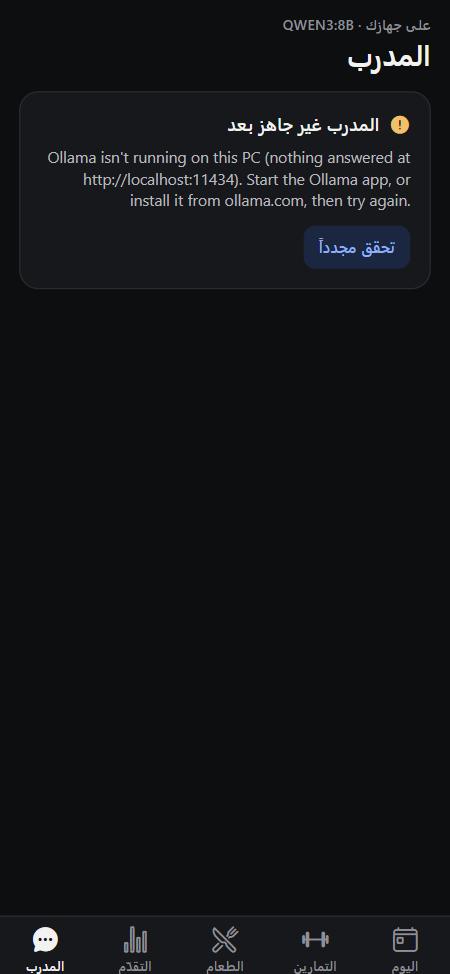 على جهازك · QWEN3:8B
المدرب
المدرب غير جاهز بعد
Ollama isn't running on this PC (nothing answered at
http://localhost:11434). Start the Ollama app, or
install it from ollama.com, then try again.
تحقق مجدداً
اليوم
التمارين
الطعام
التقدّم
المدرب